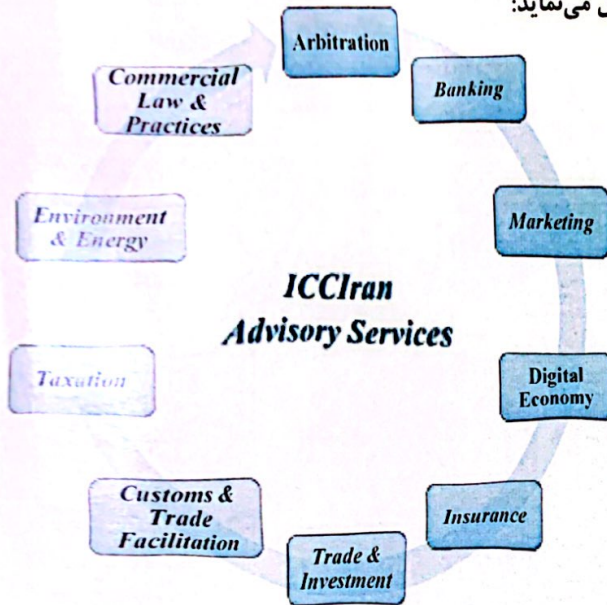 می‌نماید:
Arbitration
Banking
Marketing
Digital
Economy
Insurance
Trade &
Investment
Customs &
Trade
Facilitation
Taxation
Environment
& Energy
Commercial
Law &
Practices
ICCIran
Advisory Services